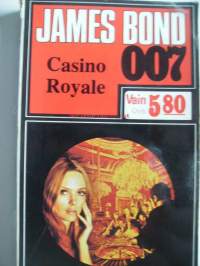 JAMES BOND
Casino 007
Royale
Vain
5 80